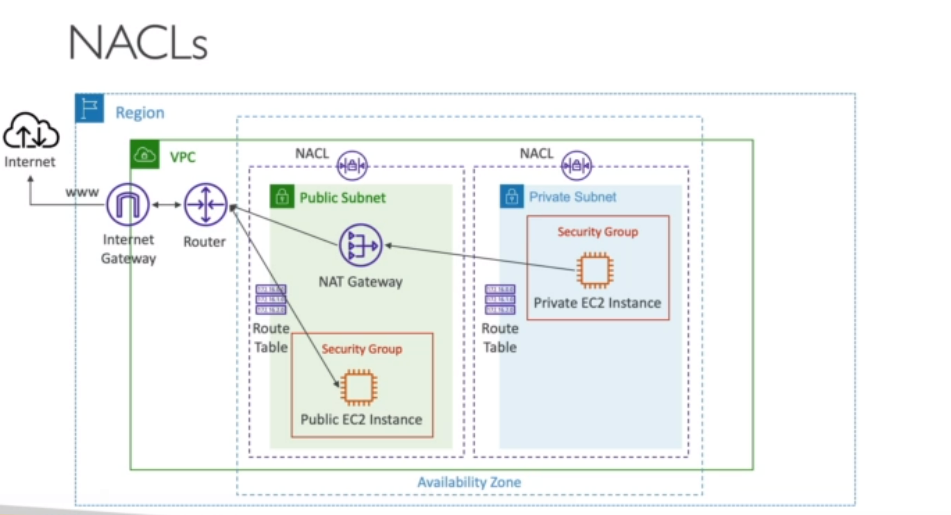 NACLs
Region
Internet
VPC
NACL
NACL
WWW
Public Subnet
Private Subnet
Security Group
Internet
Gateway
Router
NAT Gateway
Private EC2 Instance
Route
Table
Route
Table
Security Group
Public EC2 Instance
Availability Zone